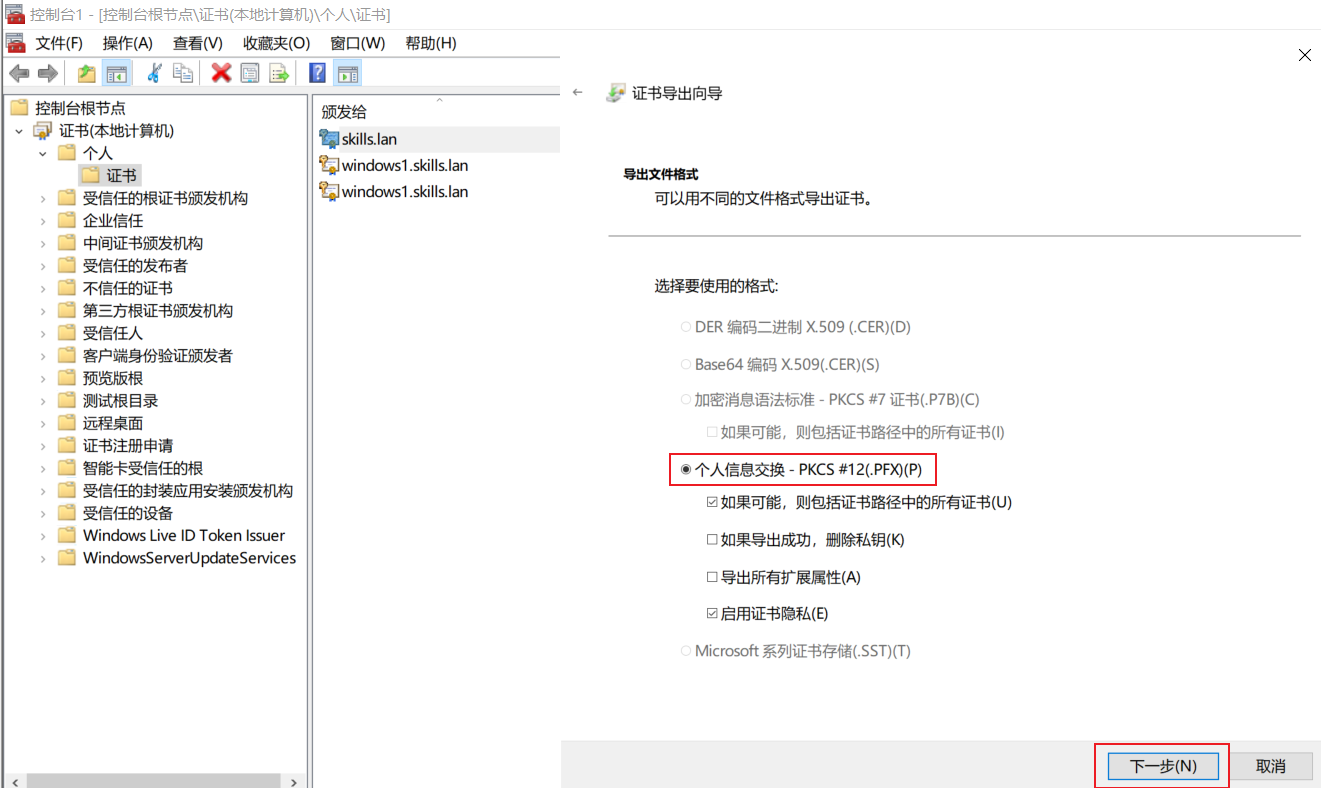 控制台1 - [控制台根节点\证书(本地计算机)\个人\证书]
文件(F) 操作(A) 查看(V) 收藏夹(O) 窗口(W) 帮助(H)
控制台根节点
证书(本地计算机)
个人
证书
受信任的根证书颁发机构
企业信任
中间证书颁发机构
受信任的发布者
不信任的证书
第三方根证书颁发机构
受信任人
客户端身份验证颁发者
预览版根
测试根目录
远程桌面
证书注册申请
智能卡受信任的根
受信任的封装应用安装颁发机构
受信任的设备
Windows Live ID Token Issuer
WindowsServerUpdateServices
颁发给
skills.lan
windows1.skills.lan
windows1.skills.lan
证书导出向导
导出文件格式
可以用不同的文件格式导出证书。
选择要使用的格式:
DER 编码二进制 X.509 (.CER)(D)
Base64 编码 X.509(.CER)(S)
加密消息语法标准 - PKCS #7 证书(.P7B)(C)
如果可能，则包括证书路径中的所有证书(I)
个人信息交换 - PKCS #12(.PFX)(P)
如果可能，则包括证书路径中的所有证书(U)
如果导出成功，删除私钥(K)
导出所有扩展属性(A)
启用证书隐私(E)
Microsoft 系列证书存储(.SST)(T)
下一步(N) 取消